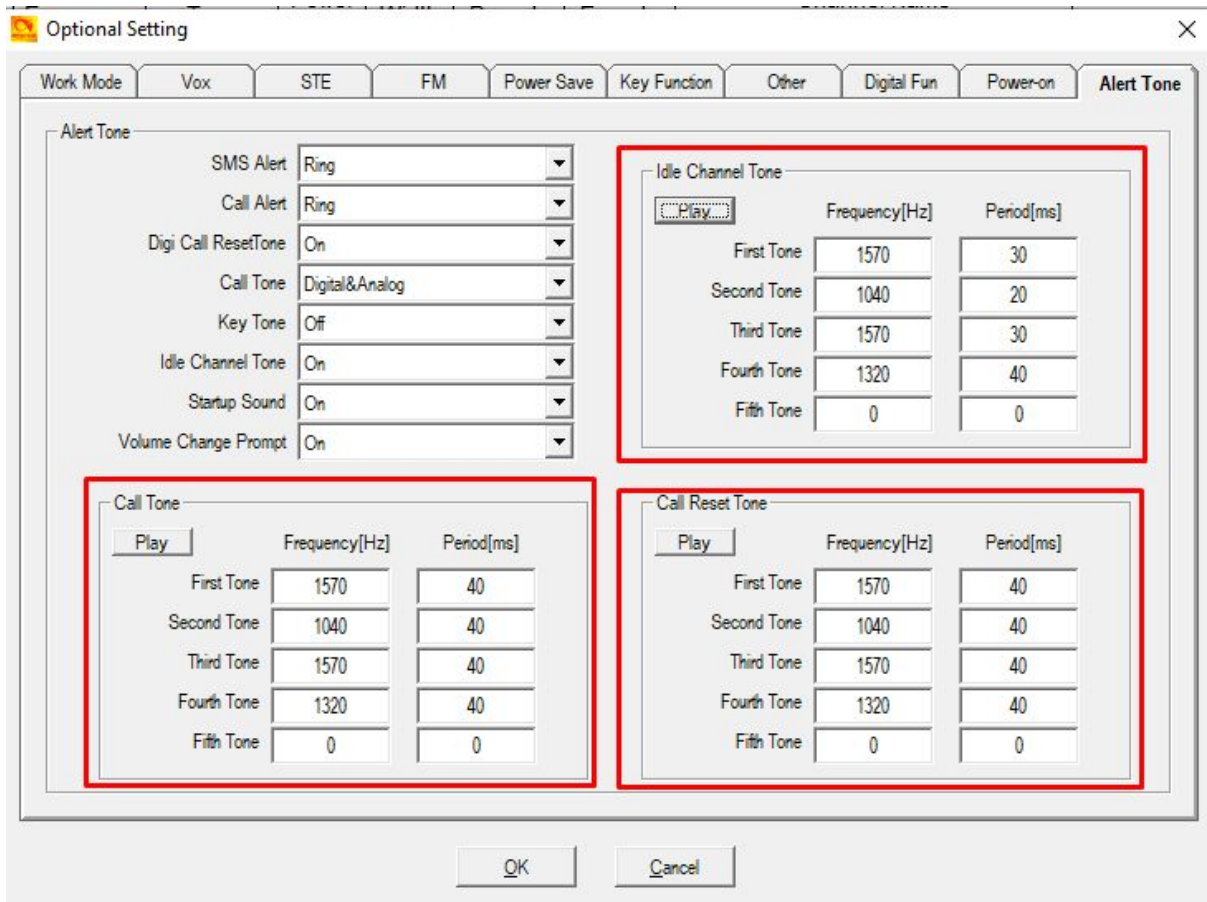 Optional Setting
Work Mode Vox STE FM Power Save Key Function Other Digital Fun Power-on Alert Tone
Alert Tone
SMS Alert Ring
Call Alert Ring
Digi Call ResetTone On
Call Tone Digital&Analog
Key Tone Off
Idle Channel Tone On
Startup Sound On
Volume Change Prompt On
Idle Channel Tone
Play Frequency[Hz] Period[ms]
First Tone 1570 30
Second Tone 1040 20
Third Tone 1570 30
Fourth Tone 1320 40
Fifth Tone 0 0
Call Tone
Play Frequency[Hz] Period[ms]
First Tone 1570 40
Second Tone 1040 40
Third Tone 1570 40
Fourth Tone 1320 40
Fifth Tone 0 0
Call Reset Tone
Play Frequency[Hz] Period[ms]
First Tone 1570 40
Second Tone 1040 40
Third Tone 1570 40
Fourth Tone 1320 40
Fifth Tone 0 0
OK Cancel